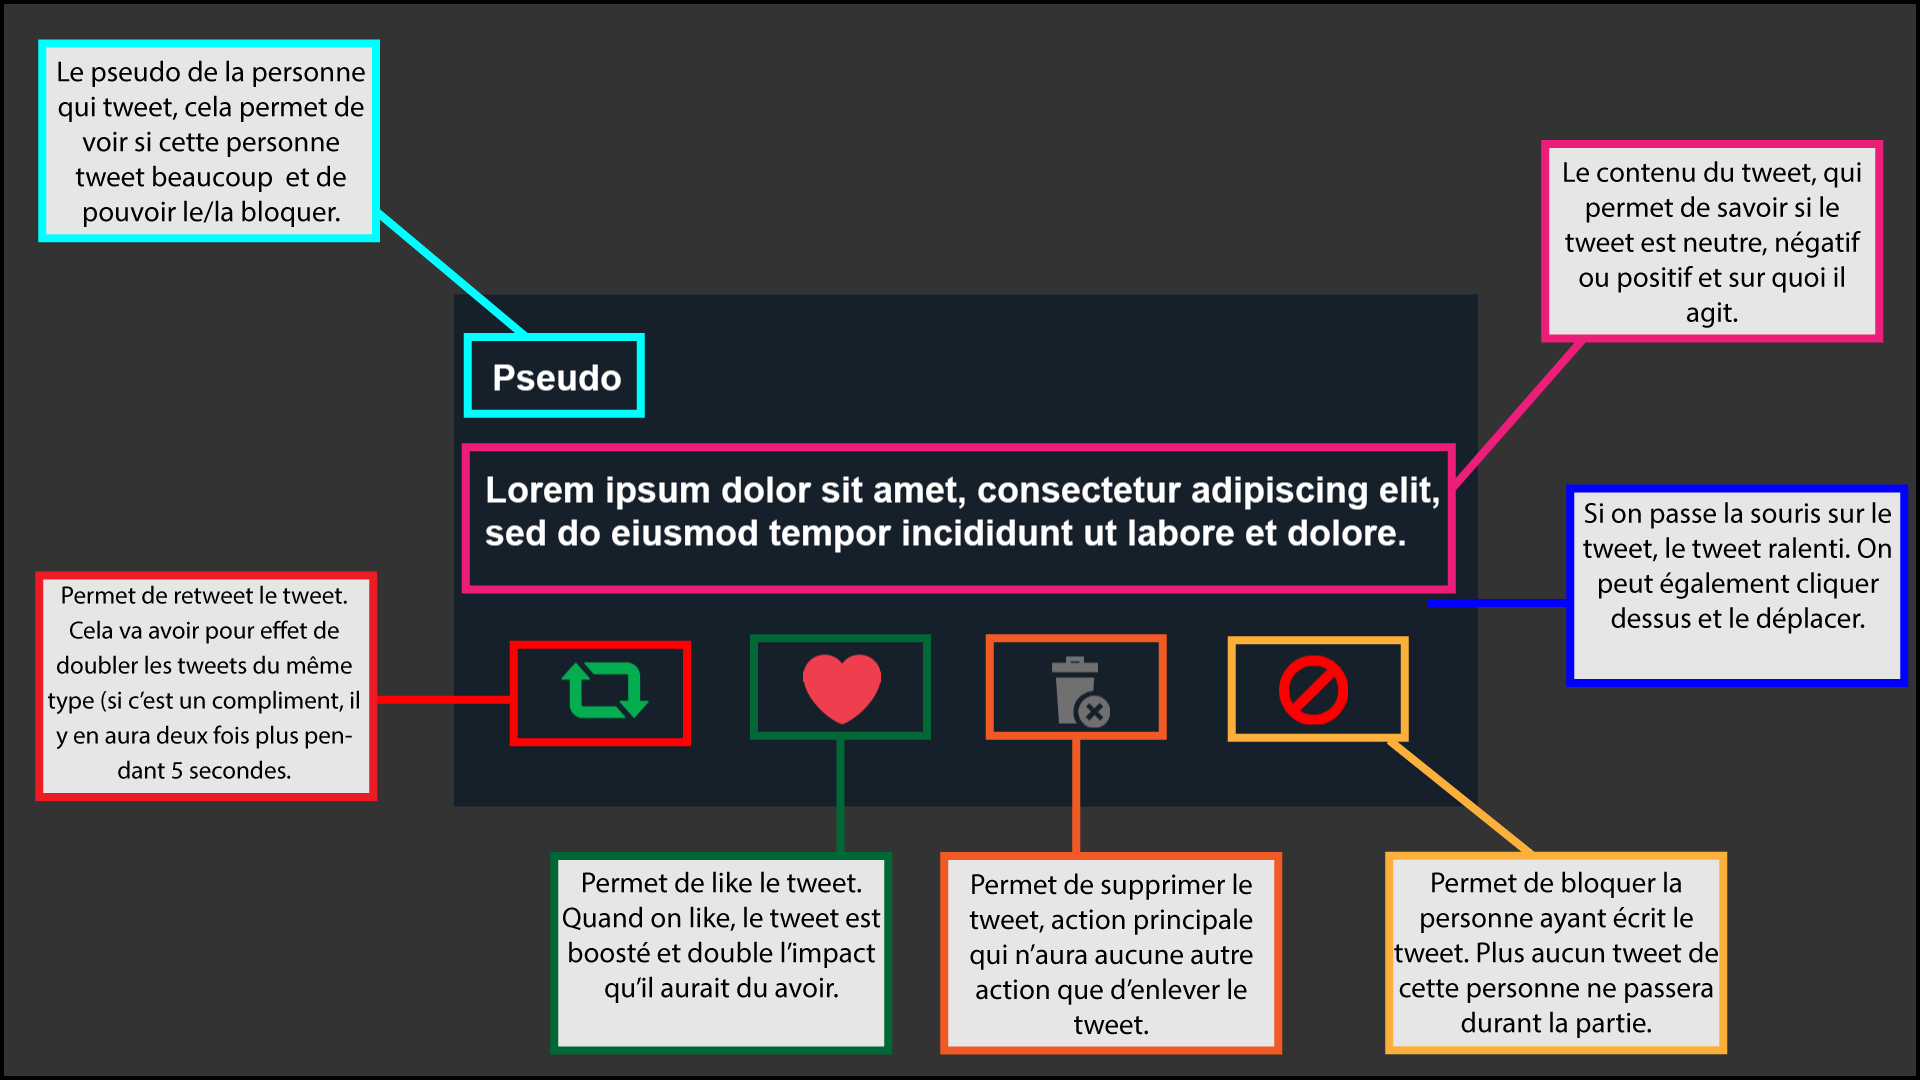 Le pseudo de la personne
qui tweet, cela permet de
voir si cette personne
tweet beaucoup  et de
pouvoir le/la bloquer.
Le contenu du tweet, qui
permet de savoir si le
tweet est neutre, négatif
ou positif et sur quoi il
agit.
Pseudo
Lorem ipsum dolor sit amet, consectetur adipiscing elit,
sed do eiusmod tempor incididunt ut labore et dolore.
Si on passe la souris sur le
tweet, le tweet ralenti. On
peut également cliquer
dessus et le déplacer.
Permet de retweet le tweet.
Cela va avoir pour effet de
doubler les tweets du même
type (si c’est un compliment, il
y en aura deux fois plus pen-
dant 5 secondes.
Permet de like le tweet.
Quand on like, le tweet est
boosté et double l’impact
qu’il aurait du avoir.
Permet de supprimer le
tweet, action principale
qui n’aura aucune autre
action que d’enlever le
tweet.
Permet de bloquer la
personne ayant écrit le
tweet. Plus aucun tweet de
cette personne ne passera
durant la partie.